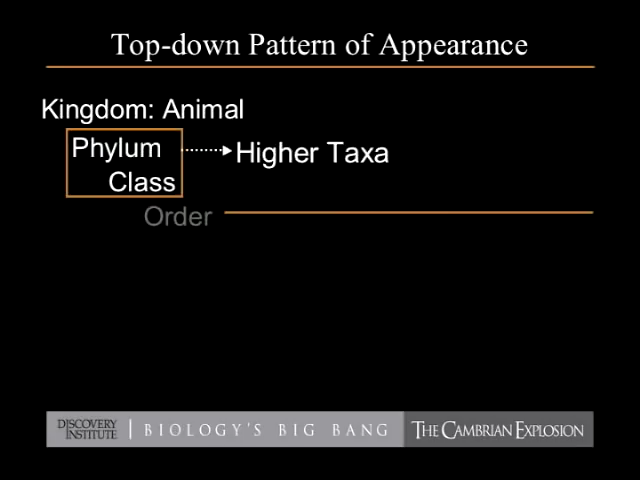 Top-down Pattern of Appearance
Kingdom: Animal
Phylum
Higher Taxa
Class
Order
DISCOVERY
INSTITUTE
BIOLOGY'S BIG BANG
THE CAMBRIAN EXPLOSION